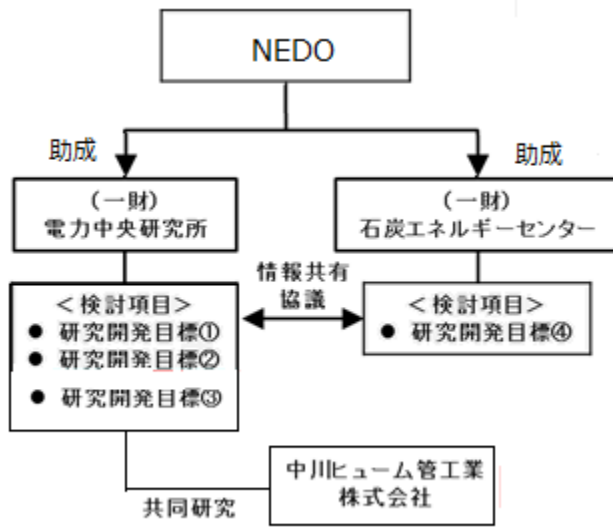 NEDO
助成
助成
(一財)
電力中央研究所
(一財)
石炭エネルギーセンター
情報共有
協議
＜検討項目＞
● 研究開発目標①
● 研究開発目標②
● 研究開発目標③
＜検討項目＞
● 研究開発目標④
中川ヒューム管工業
株式会社
共同研究